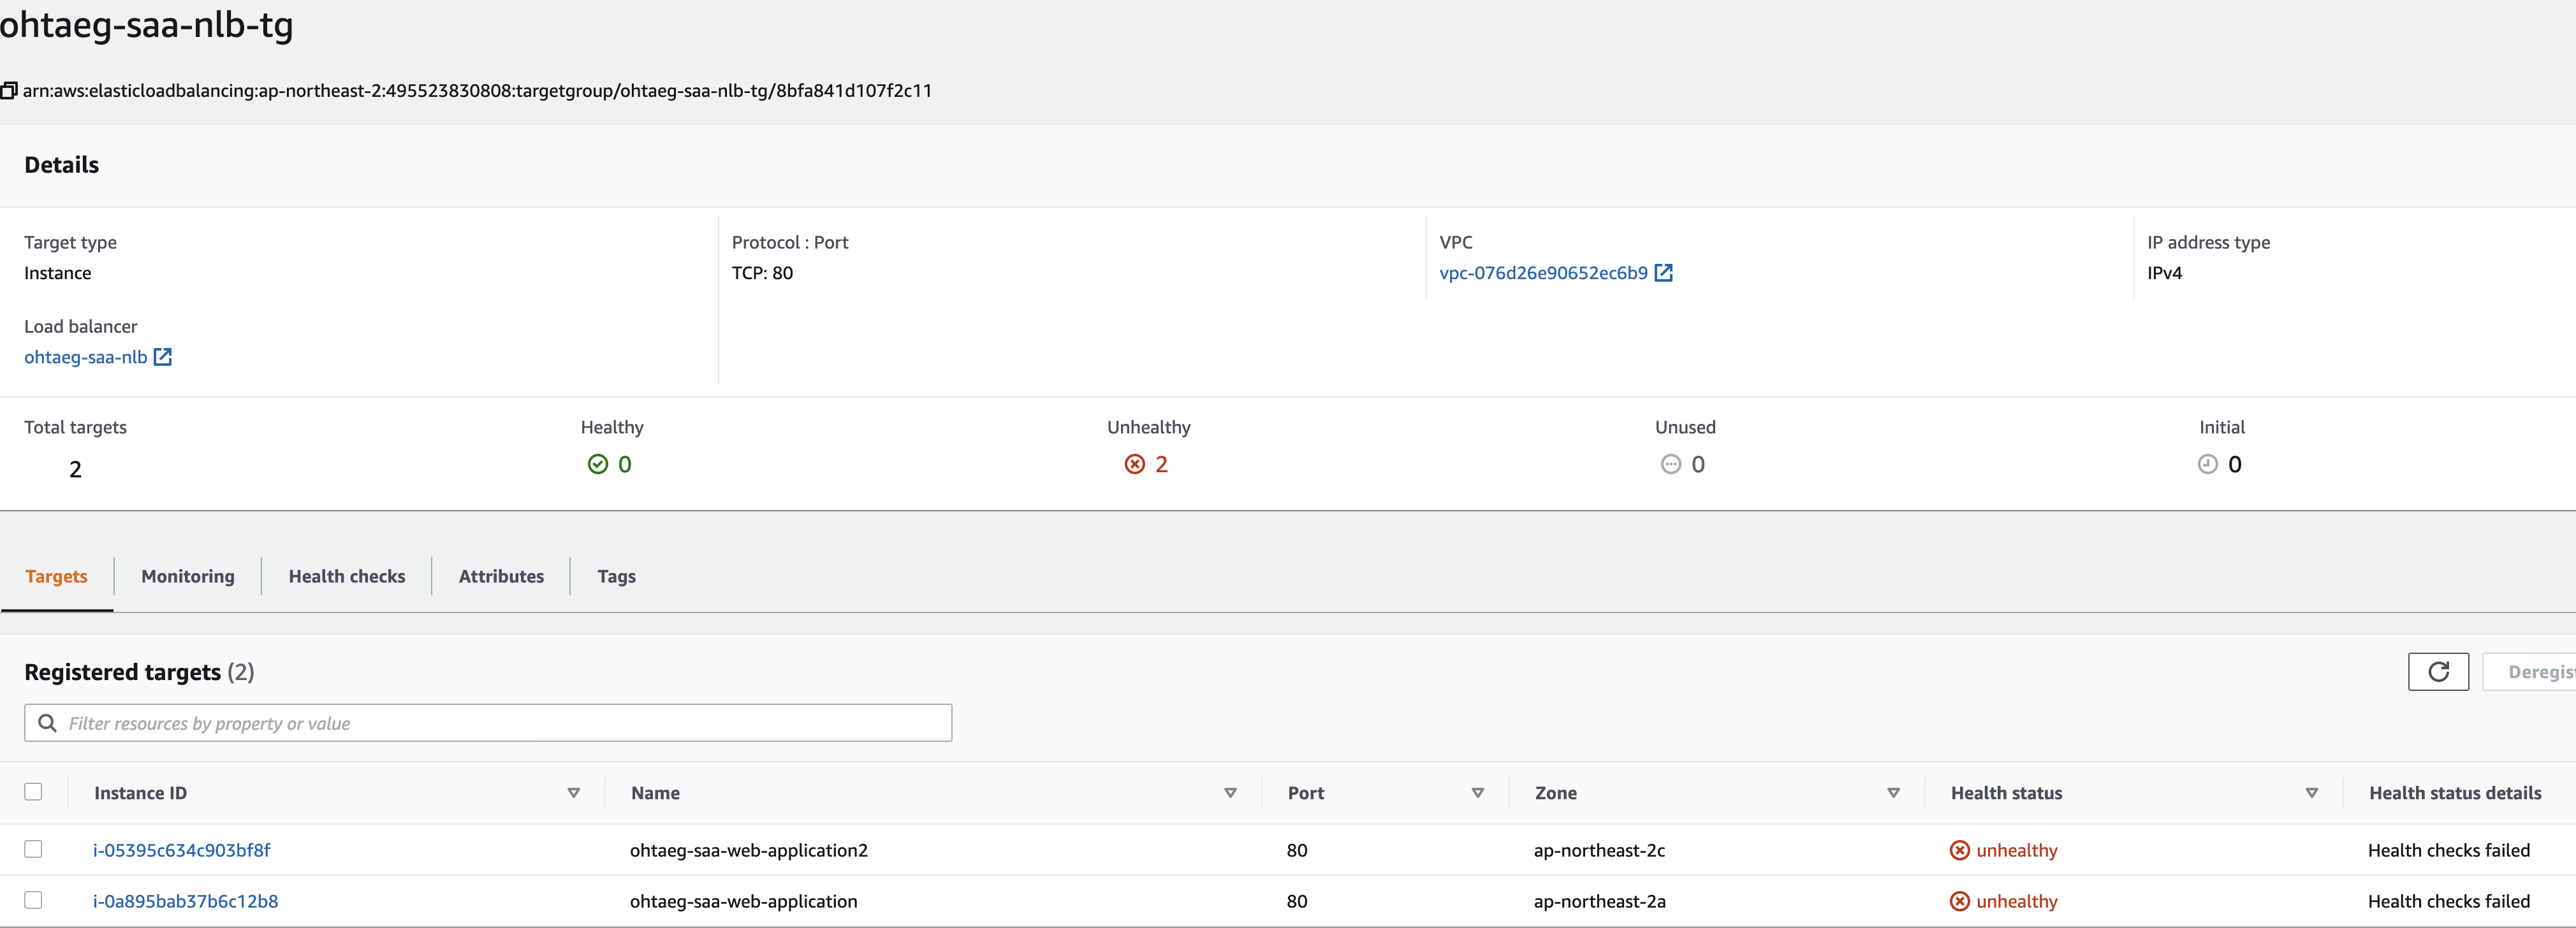 ohtaeg-saa-nlb-tg
arn:aws:elasticloadbalancing:ap-northeast-2:495523830808:targetgroup/ohtaeg-saa-nlb-tg/8bfa841d107f2c11
Details
Target type
Instance
Protocol : Port
TCP: 80
VPC
vpc-076d26e90652ec6b9
IP address type
IPv4
Load balancer
ohtaeg-saa-nlb
Total targets
2
Healthy
0
Unhealthy
2
Unused
0
Initial
0
Targets Monitoring Health checks Attributes Tags
Registered targets (2)
Deregis
Filter resources by property or value
Instance ID Name Port Zone Health status Health status details
i-05395c634c903bf8f ohtaeg-saa-web-application2 80 ap-northeast-2c unhealthy Health checks failed
i-0a895bab37b6c12b8 ohtaeg-saa-web-application 80 ap-northeast-2a unhealthy Health checks failed